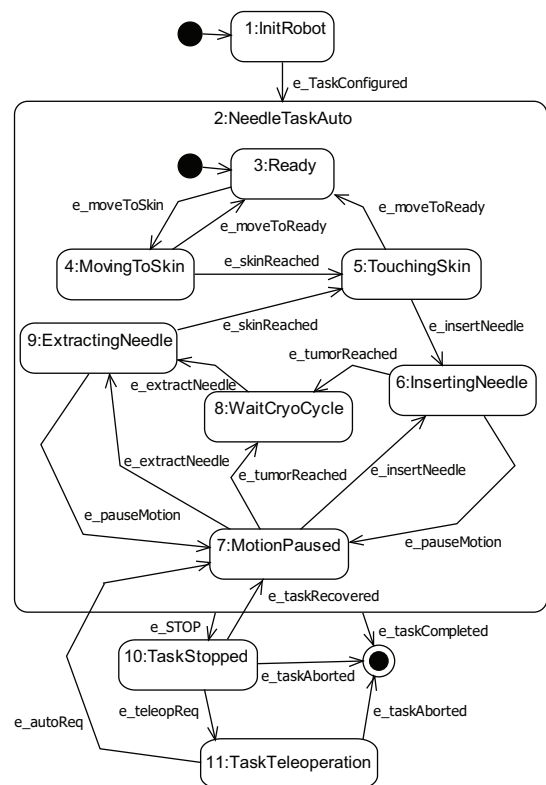 1:InitRobot
e_TaskConfigured
2:NeedleTaskAuto
3:Ready
e_moveToSkin
e_moveToReady
e_moveToReady
4:MovingToSkin
e_skinReached
5:TouchingSkin
e_skinReached
e_insertNeedle
9:ExtractingNeedle
e_tumorReached
e_extractNeedle
6:InsertingNeedle
8:WaitCryoCycle
e_extractNeedle
e_tumorReached
e_insertNeedle
e_pauseMotion
7:MotionPaused
e_pauseMotion
e_taskRecovered
e_STOP
e_taskCompleted
10:TaskStopped
e_taskAborted
e_teleopReq
e_autoReq
e_taskAborted
11:TaskTeleoperation